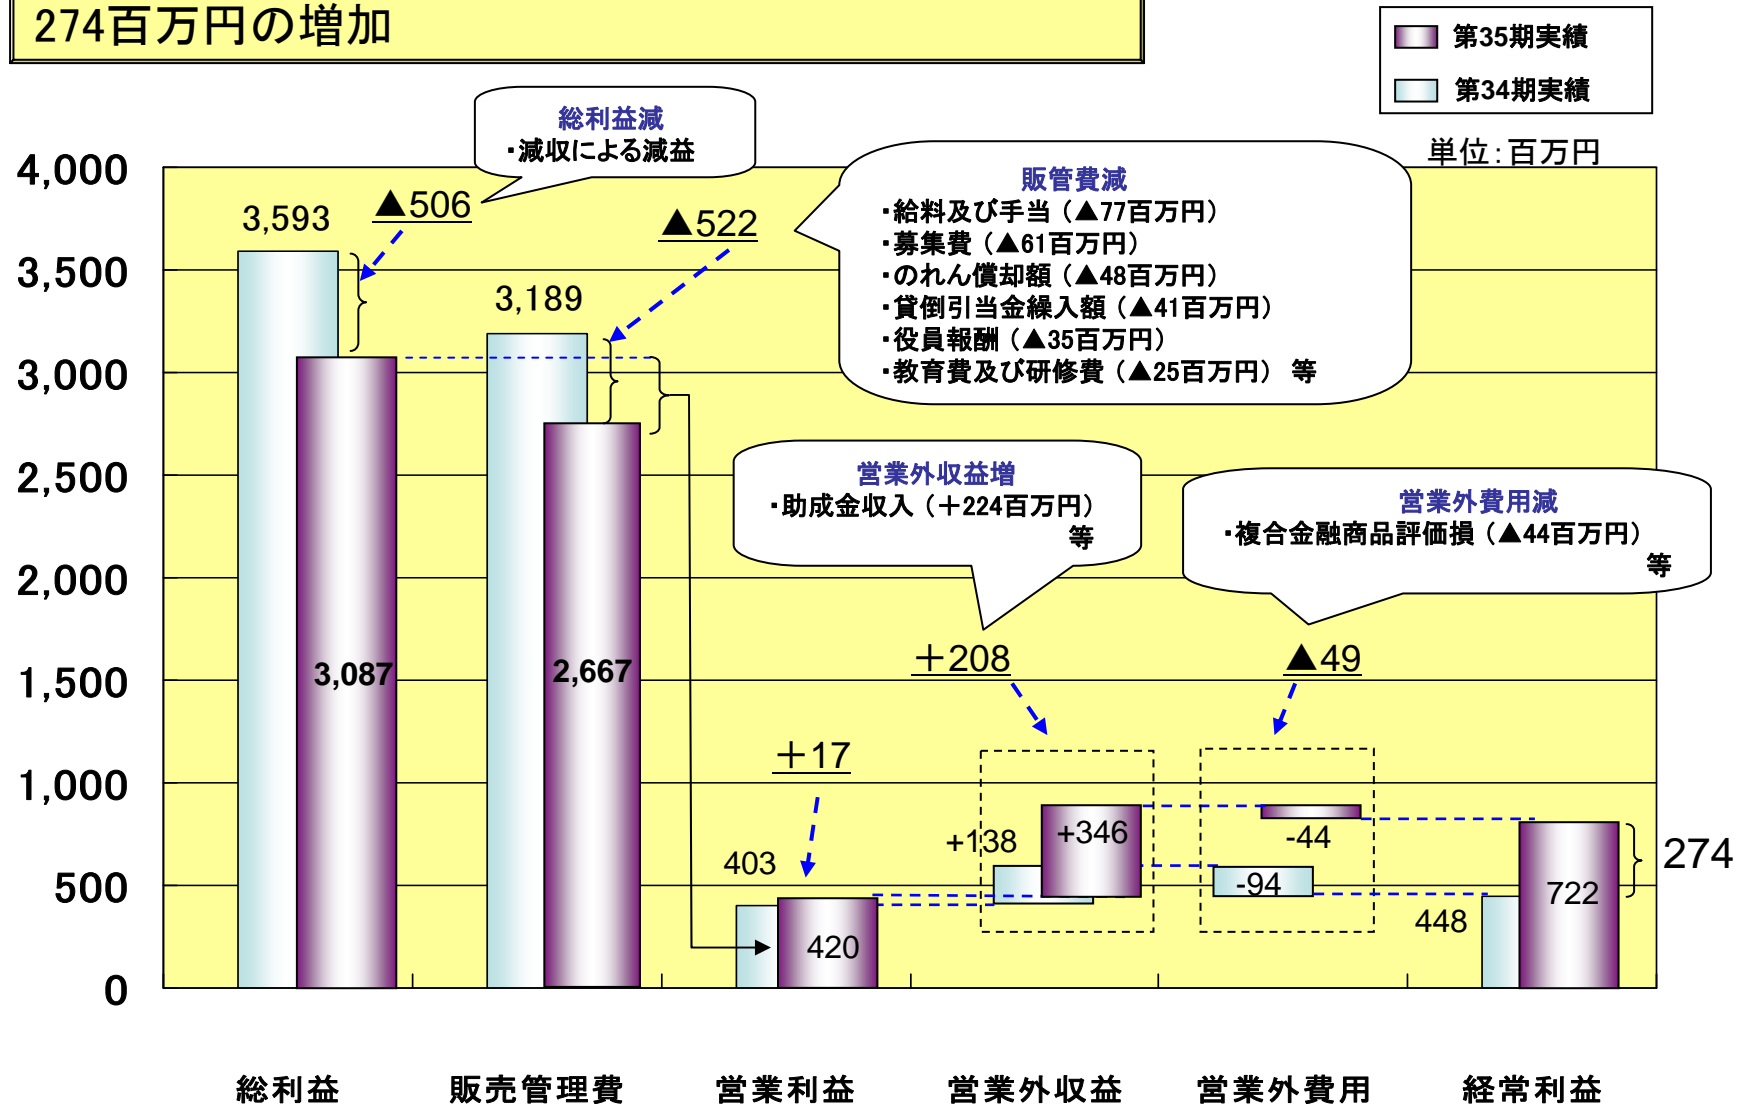 274百万円の増加
第35期実績
第34期実績
単位:百万円
総利益減
・減収による減益
販管費減
・給料及び手当(▲77百万円)
・募集費(▲61百万円)
・のれん償却額(▲48百万円)
・貸倒引当金繰入額(▲41百万円)
・役員報酬(▲35百万円)
・教育費及び研修費(▲25百万円) 等
4,000
3,500
3,000
2,500
2,000
1,500
1,000
500
0
3,593
▲506
3,189
▲522
3,087
2,667
営業外収益増
・助成金収入(+224百万円)
等
営業外費用減
・複合金融商品評価損(▲44百万円)
等
+208
▲49
+17
403
420
+138
+346
-44
-94
448
722
274
総利益
販売管理費
営業利益
営業外収益
営業外費用
経常利益